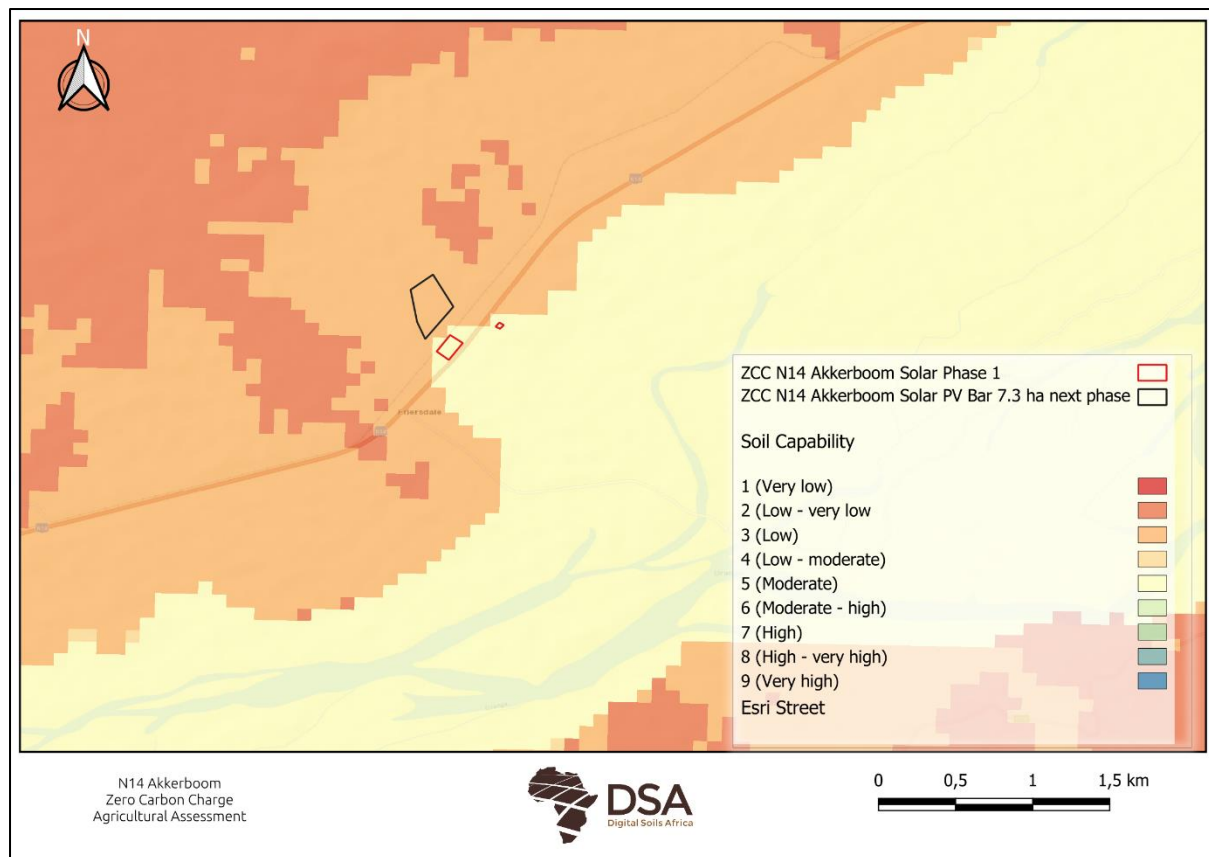 N
ZCC N14 Akkerboom Solar Phase 1
ZCC N14 Akkerboom Solar PV Bar 7.3 ha next phase
Soil Capability
1 (Very low)
2 (Low - very low
3 (Low)
4 (Low - moderate)
5 (Moderate)
6 (Moderate - high)
7 (High)
8 (High - very high)
9 (Very high)
Esri Street
N14 Akkerboom
Zero Carbon Charge
Agricultural Assessment
DSA
Digital Soils Africa
0 0,5 1 1,5 km